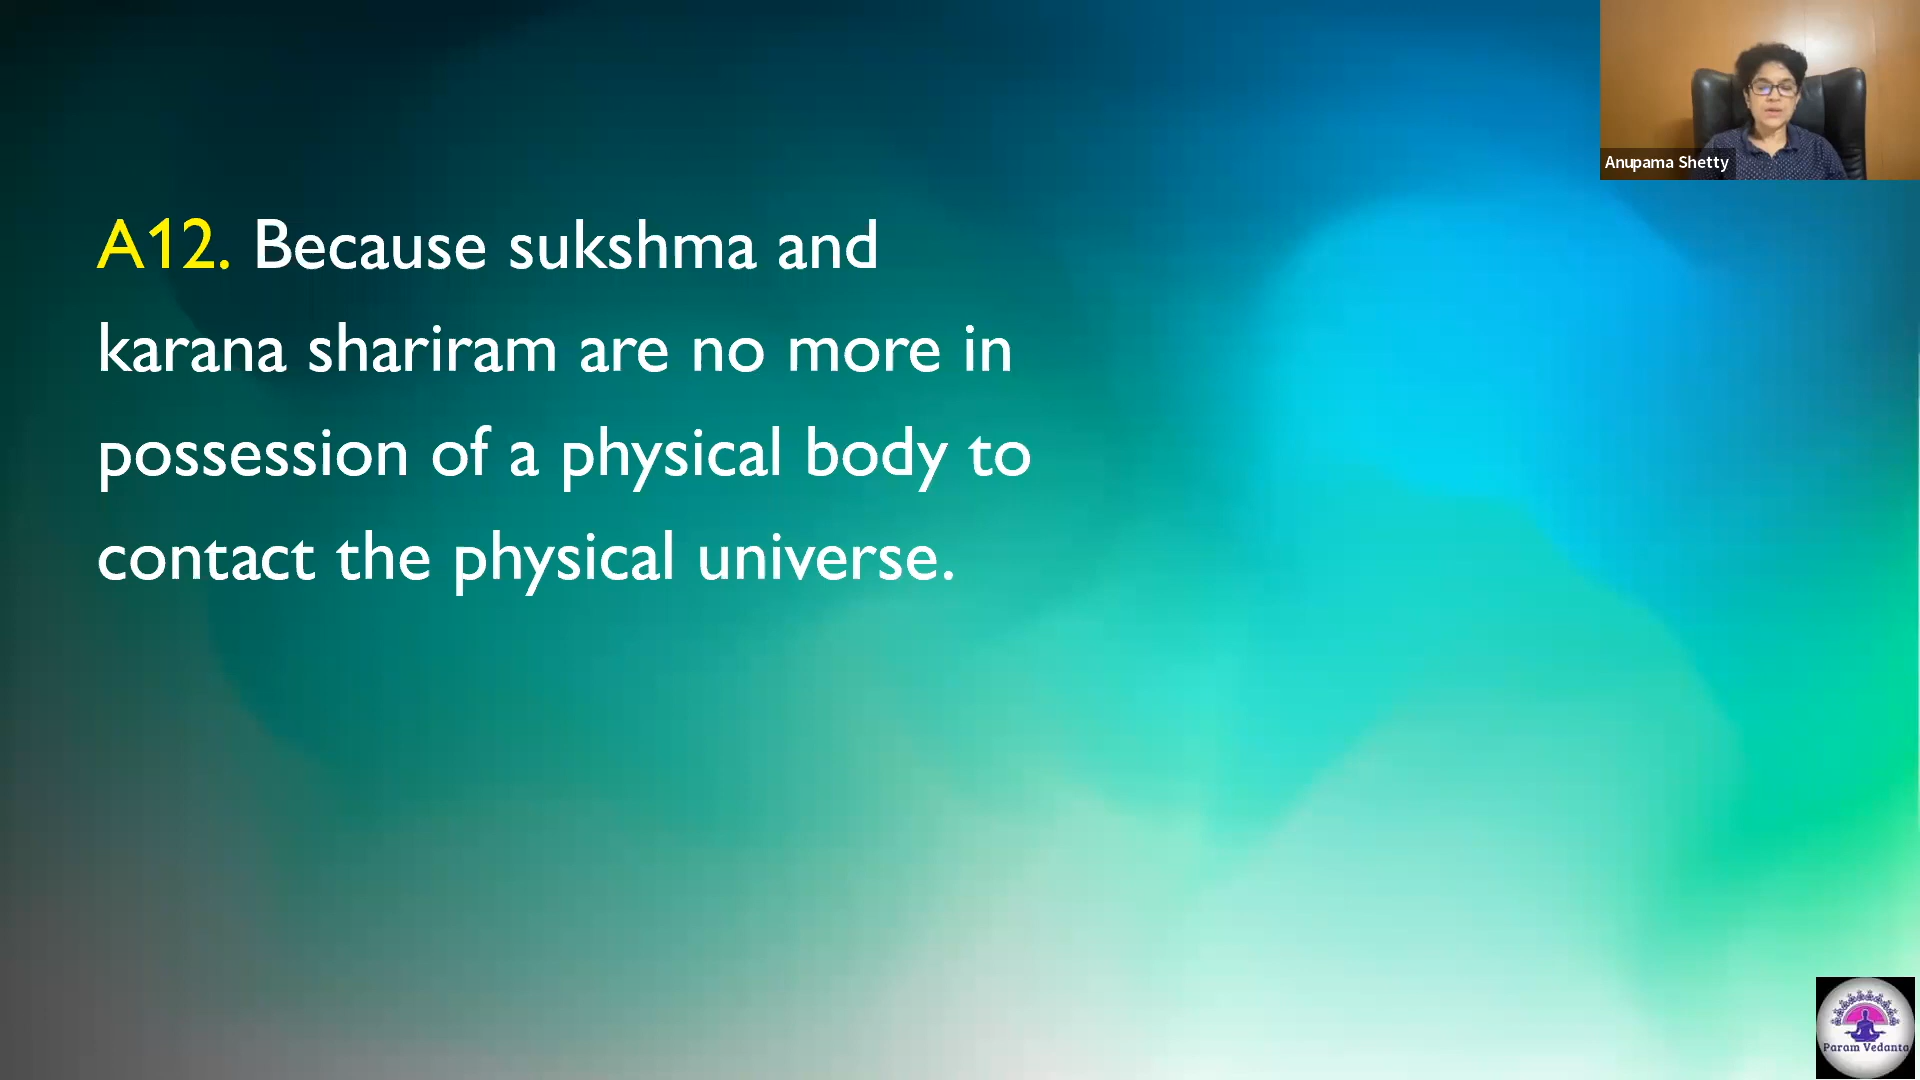 Anupama Shetty
A12. Because sukshma and
karana shariram are no more in
possession of a physical body to
contact the physical universe.
Param Vedanta